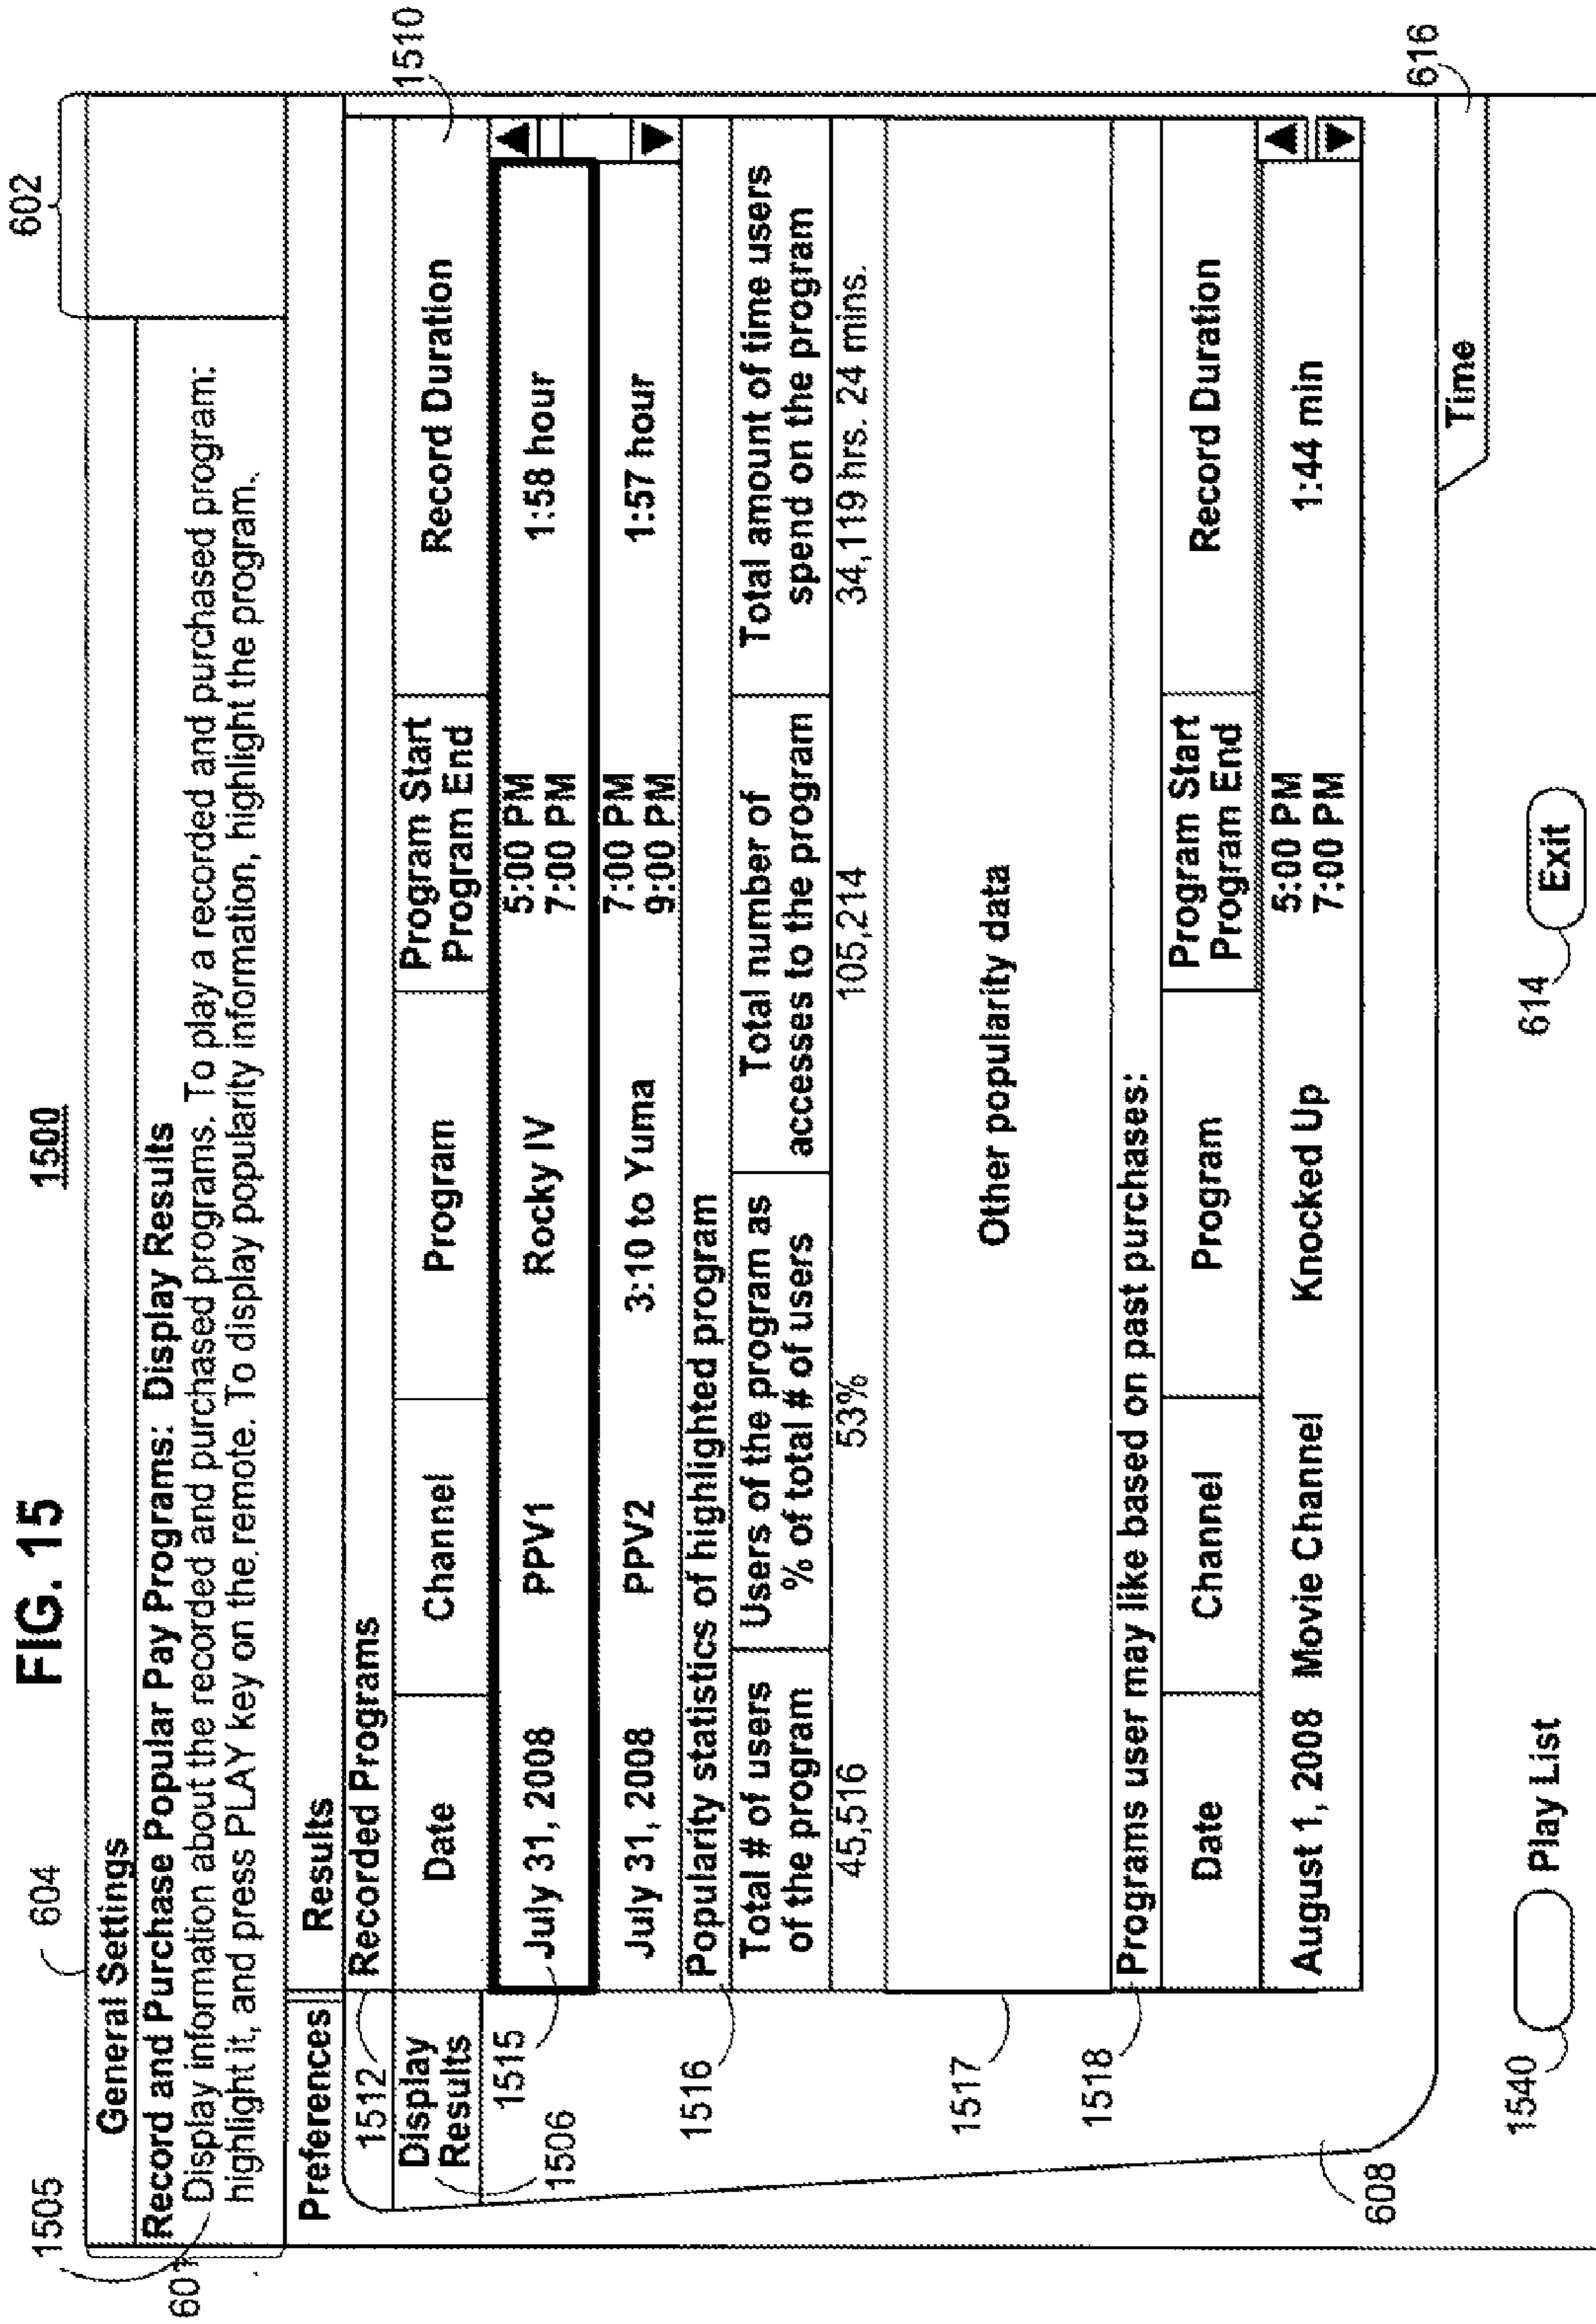 FIG. 15
1500
1505
604
602
General Settings
601
Record and Purchase Popular Pay Programs: Display Results
Display information about the recorded and purchased programs. To play a recorded and purchased program:
highlight it, and press PLAY key on the remote. To display popularity information, highlight the program.
Preferences
Results
1512
Recorded Programs
1510
Display
Results
Date
Channel
Program
Program Start
Program End
Record Duration
1515
July 31, 2008
PPV1
Rocky IV
5:00 PM
7:00 PM
1:58 hour
1506
July 31, 2008
PPV2
3:10 to Yuma
7:00 PM
9:00 PM
1:57 hour
1516
Popularity statistics of highlighted program
Total # of users
of the program
Users of the program as
% of total # of users
Total number of
accesses to the program
Total amount of time users
spend on the program
45,516
53%
105,214
34,119 hrs. 24 mins.
1517
Other popularity data
1518
Programs user may like based on past purchases:
Date
Channel
Program
Program Start
Program End
Record Duration
August 1, 2008
Movie Channel
Knocked Up
5:00 PM
7:00 PM
1:44 min
608
Time
616
1540
Play List
614
Exit